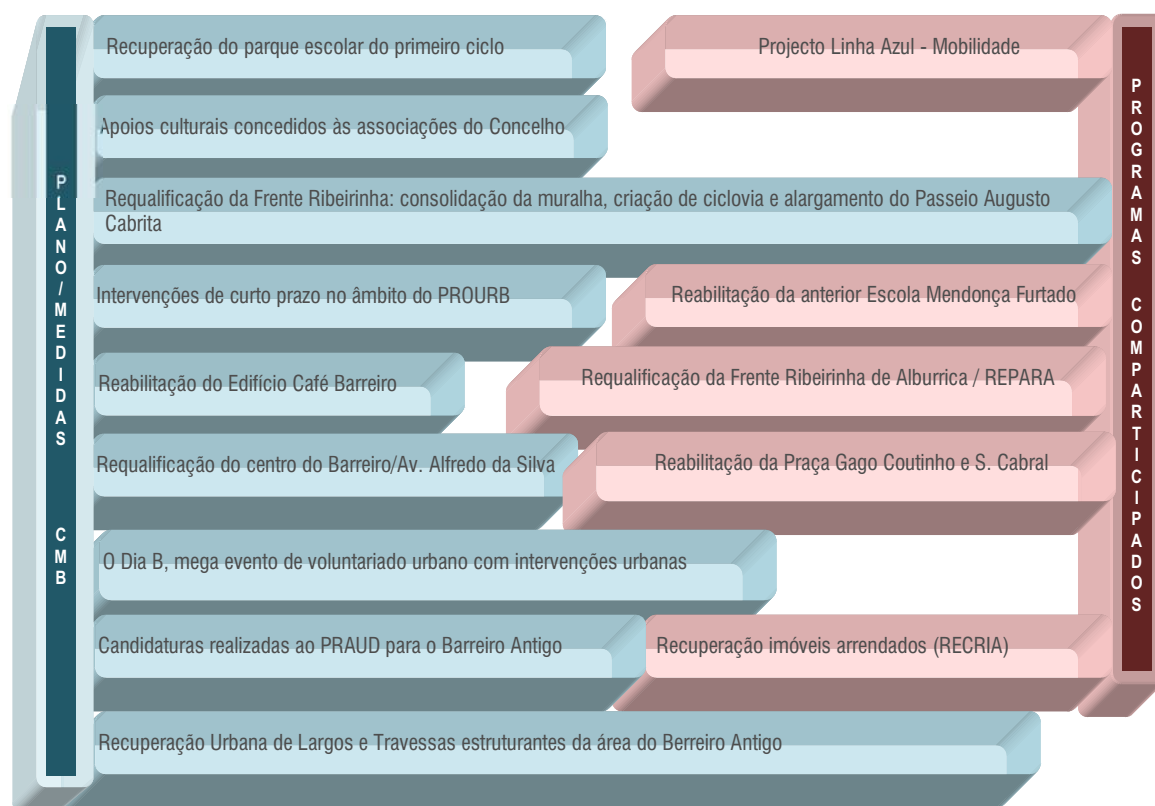 PLANO/MEDIDAS CMB
Recuperação do parque escolar do primeiro ciclo
Apoios culturais concedidos às associações do Concelho
Requalificação da Frente Ribeirinha: consolidação da muralha, criação de ciclovia e alargamento do Passeio Augusto
Cabrita
Intervenções de curto prazo no âmbito do PROURB
Reabilitação do Edifício Café Barreiro
Requalificação do centro do Barreiro/Av. Alfredo da Silva
O Dia B, mega evento de voluntariado urbano com intervenções urbanas
Candidaturas realizadas ao PRAUD para o Barreiro Antigo
Recuperação Urbana de Largos e Travessas estruturantes da área do Berreiro Antigo
Projecto Linha Azul - Mobilidade
Reabilitação da anterior Escola Mendonça Furtado
Requalificação da Frente Ribeirinha de Alburrica / REPARA
Reabilitação da Praça Gago Coutinho e S. Cabral
Recuperação imóveis arrendados (RECRIA)
PROGRAMAS COMPARTICIPADOS